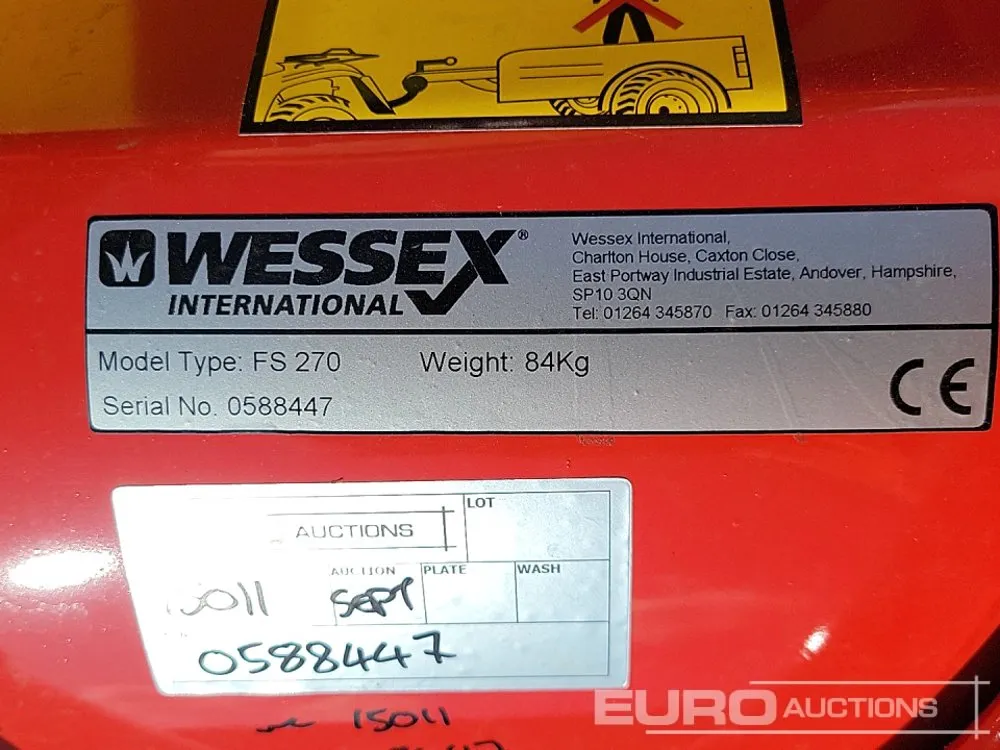 WESSEX®
INTERNATIONAL
Wessex International,
Charlton House, Caxton Close,
East Portway Industrial Estate, Andover, Hampshire,
SP10 3QN
Tel: 01264 345870 Fax: 01264 345880
Model Type: FS 270 Weight: 84Kg
Serial No. 0588447
CE
LOT
AUCTIONS
AUCTION PLATE WASH
15011 SEPT
0588447
15011
EURO AUCTIONS